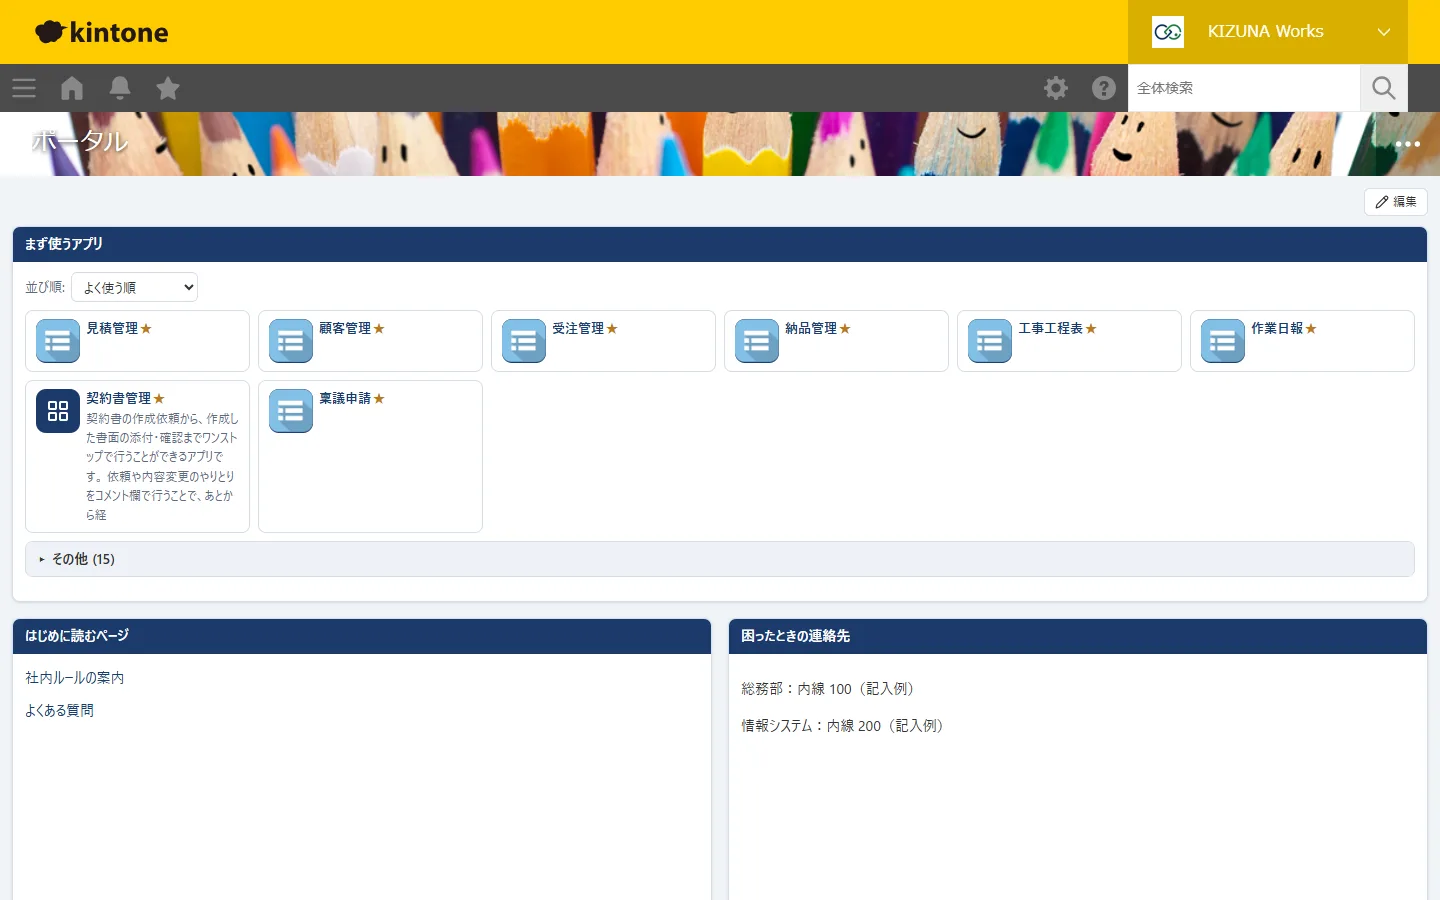 kintone
KIZUNA Works
全体検索
ポータル
編集
まず使うアプリ
並び順: よく使う順
見積管理★
顧客管理★
受注管理★
納品管理★
工事工程表★
作業日報★
契約書管理★
契約書の作成依頼から、作成し
た書面の添付・確認までワンスト
ップで行うことができるアプリで
す。依頼や内容変更のやりとり
をコメント欄で行うことで、あとか
ら経
稟議申請★
▸ その他 (15)
はじめに読むページ
社内ルールの案内
よくある質問
困ったときの連絡先
総務部：内線 100（記入例）
情報システム：内線 200（記入例）